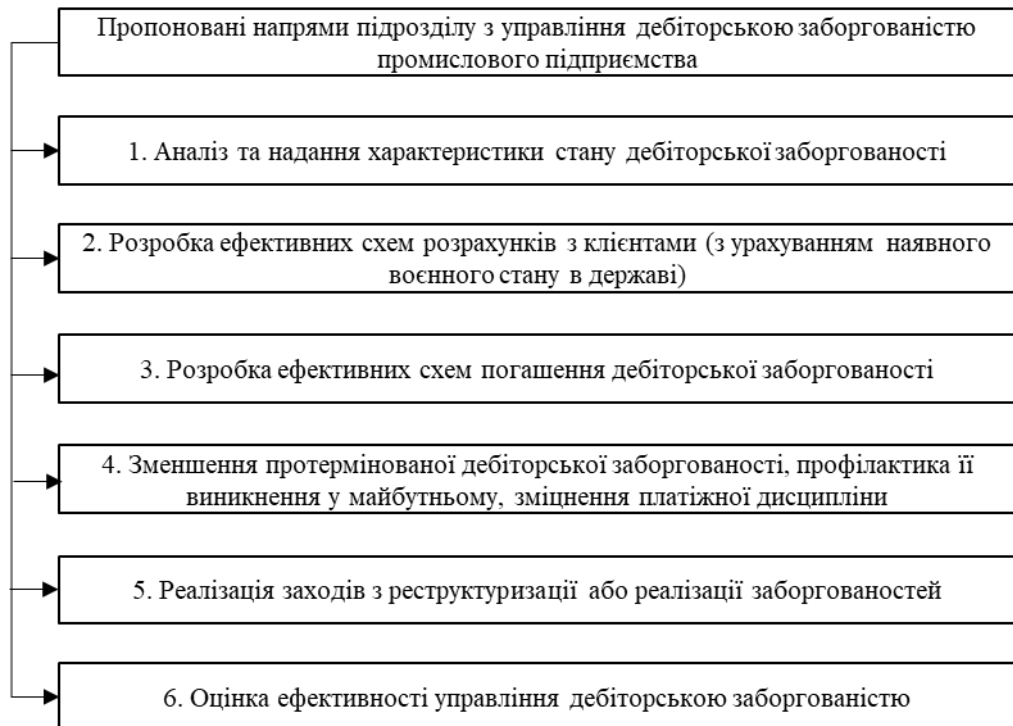 Пропоновані напрями підрозділу з управління дебіторською заборгованістю
промислового підприємства
1. Аналіз та надання характеристики стану дебіторської заборгованості
2. Розробка ефективних схем розрахунків з клієнтами (з урахуванням наявного
воєнного стану в державі)
3. Розробка ефективних схем погашення дебіторської заборгованості
4. Зменшення протермінованої дебіторської заборгованості, профілактика її
виникнення у майбутньому, зміцнення платіжної дисципліни
5. Реалізація заходів з реструктуризації або реалізації заборгованостей
6. Оцінка ефективності управління дебіторською заборгованістю